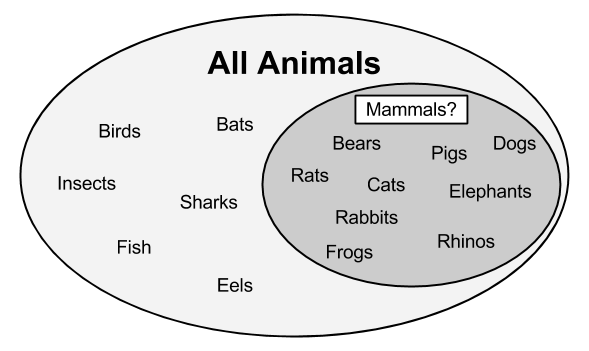 All Animals
Mammals?
Birds
Bats
Bears
Pigs
Dogs
Insects
Rats
Cats
Elephants
Sharks
Rabbits
Fish
Frogs
Rhinos
Eels